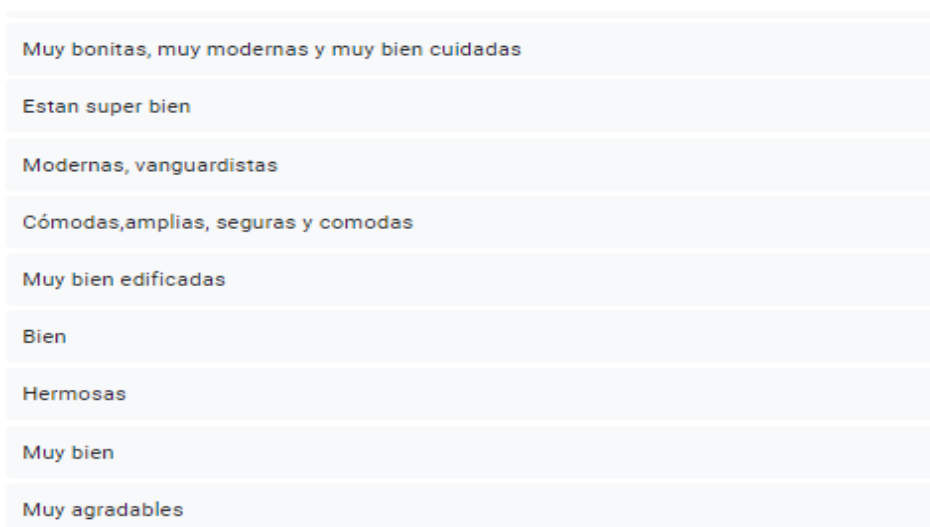 Muy bonitas, muy modernas y muy bien cuidadas
Estan super bien
Modernas, vanguardistas
Cómodas,amplias, seguras y comodas
Muy bien edificadas
Bien
Hermosas
Muy bien
Muy agradables